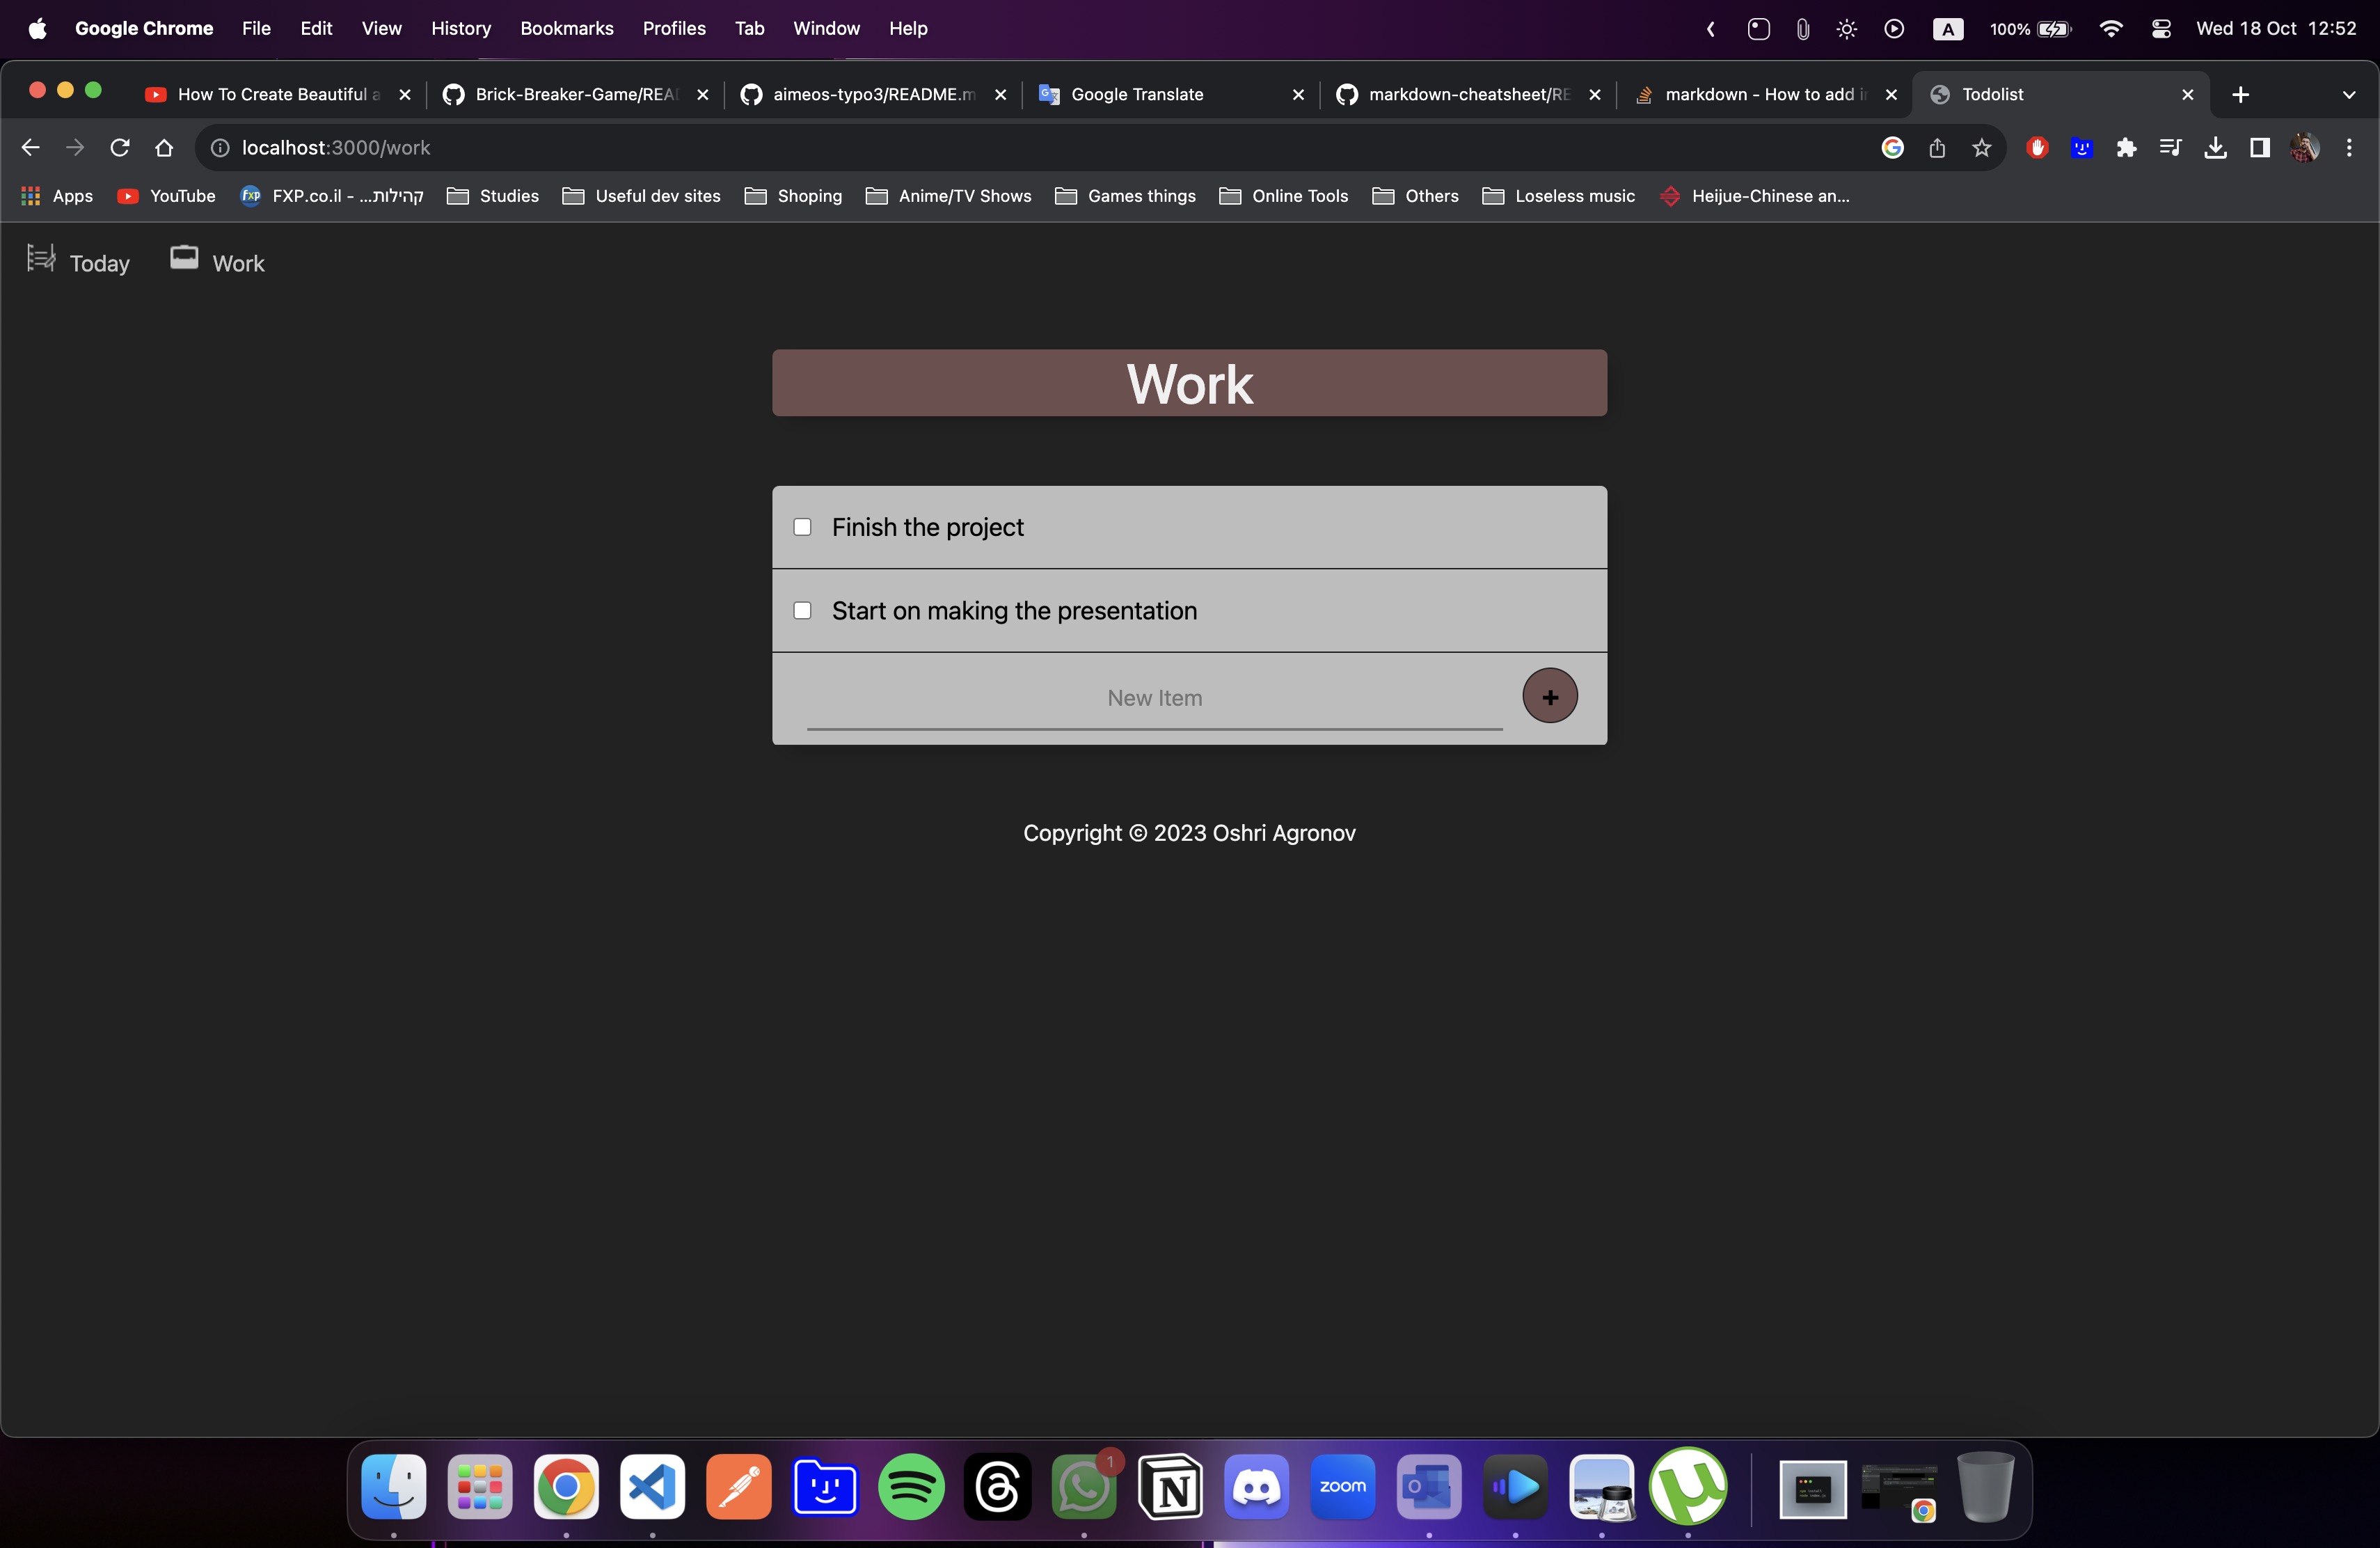 Google Chrome File Edit View History Bookmarks Profiles Tab Window Help A 100% Wed 18 Oct 12:52
How To Create Beautiful a Brick-Breaker-Game/REA aimeos-typo3/README.m Google Translate markdown-cheatsheet/RE markdown - How to add i Todolist
localhost:3000/work
Apps YouTube FXP.co.il - ...קהילות Studies Useful dev sites Shoping Anime/TV Shows Games things Online Tools Others Loseless music Heijue-Chinese an...
Today Work
Work
Finish the project
Start on making the presentation
New Item +
Copyright © 2023 Oshri Agronov
1
zoom